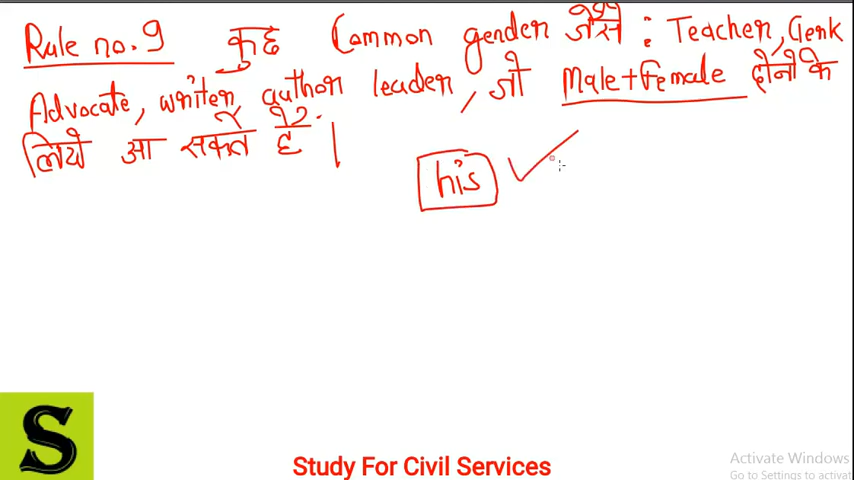 Rule no. 9 कुछ Common gender जैसे : Teacher, Clerk
Advocate, writer, author leader, जो Male+Female दोनो के
लिये आ सकते है।
his
S
Study For Civil Services
Activate Windows
Go to Settings to activat